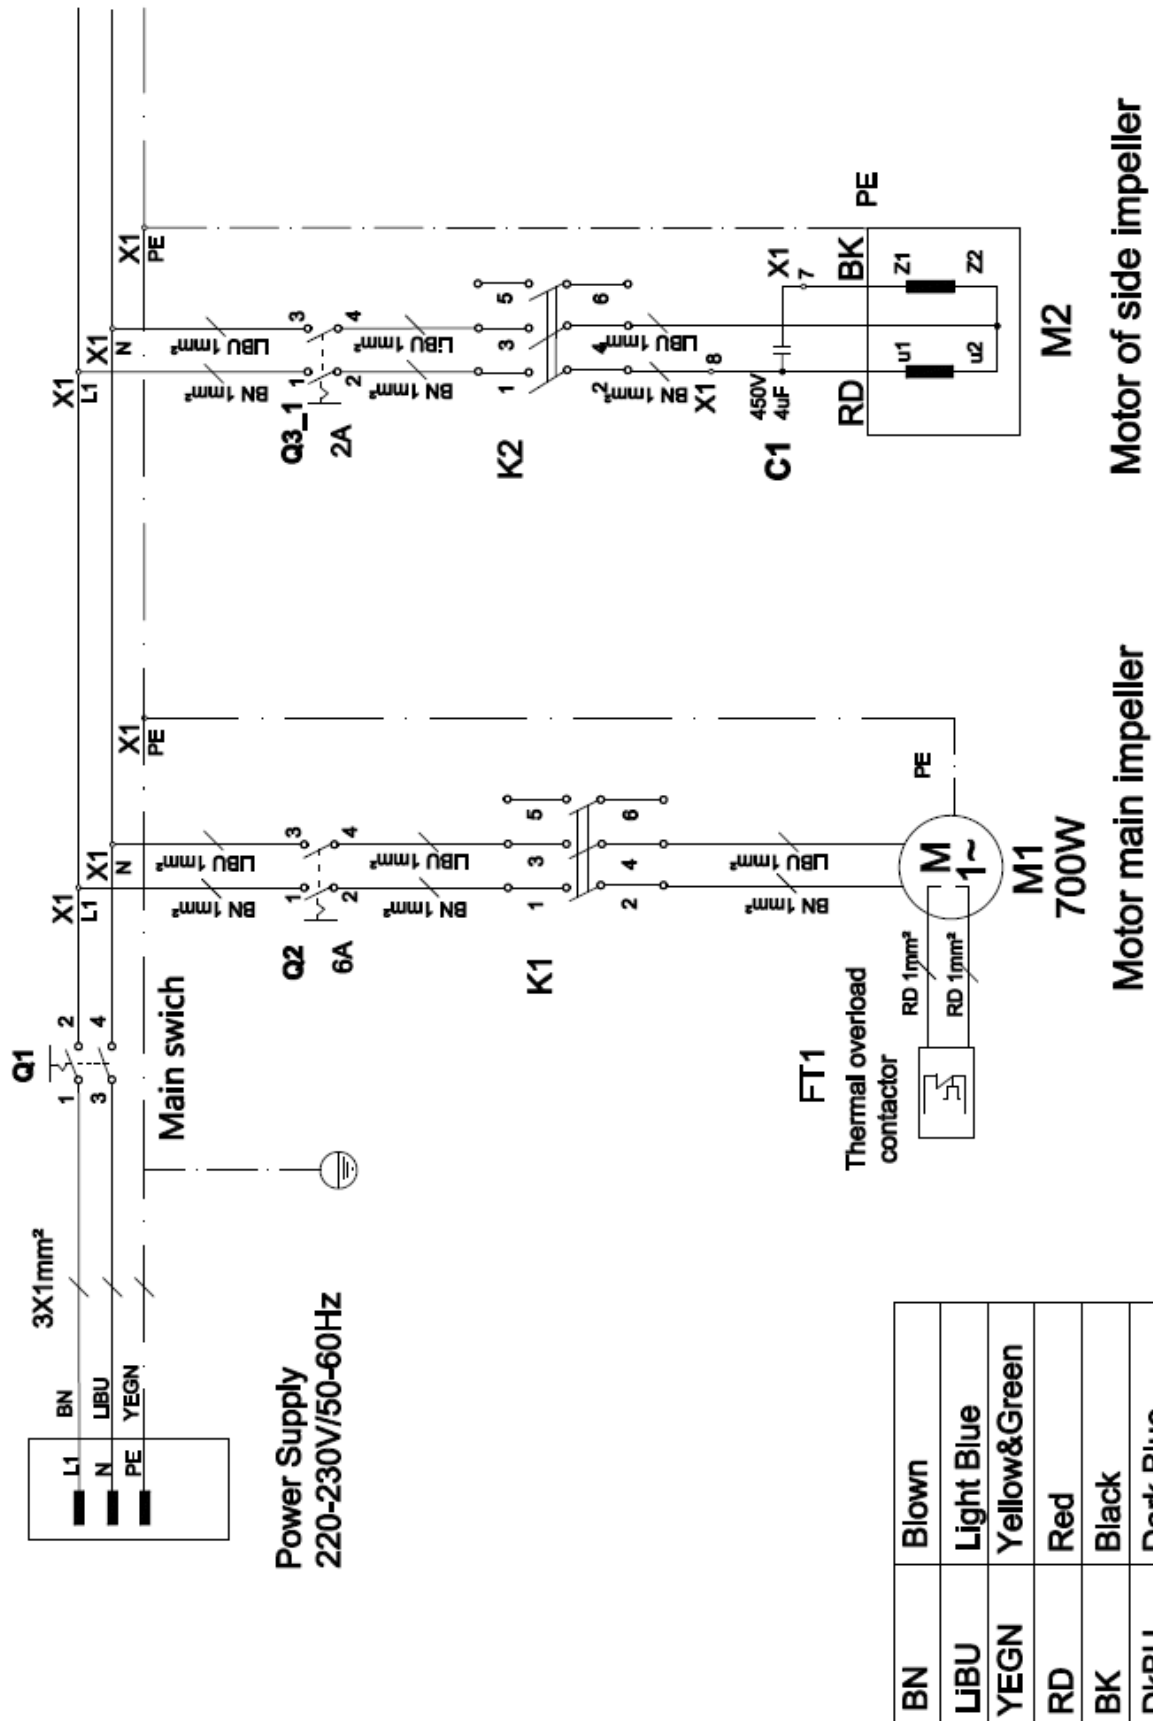 Q1
1
2
3
4
Main swich
3X1mm²
L1
BN
N
LIBU
PE
YEGN
Power Supply
220-230V/50-60Hz
X1
L1
X1
N
X1
PE
BN 1mm²
LIBU 1mm²
Q2
6A
1
3
2
4
BN 1mm²
LIBU 1mm²
K1
1
3
5
2
4
6
BN 1mm²
LIBU 1mm²
PE
M
1~
M1
700W
RD 1mm²
RD 1mm²
FT1
Thermal overload
contactor
Motor main impeller
X1
L1
X1
N
X1
PE
BN 1mm²
LIBU 1mm²
Q3_1
2A
1
3
2
4
BN 1mm²
LiBU 1mm²
K2
1
3
5
2
4
6
BN 1mm²
LIBU 1mm²
X1
8
X1
7
450V
4uF
C1
RD
BK
PE
u1
u2
Z1
Z2
M2
Motor of side impeller
BN Blown
LiBU Light Blue
YEGN Yellow&Green
RD Red
BK Black
DkBU Dark Blue